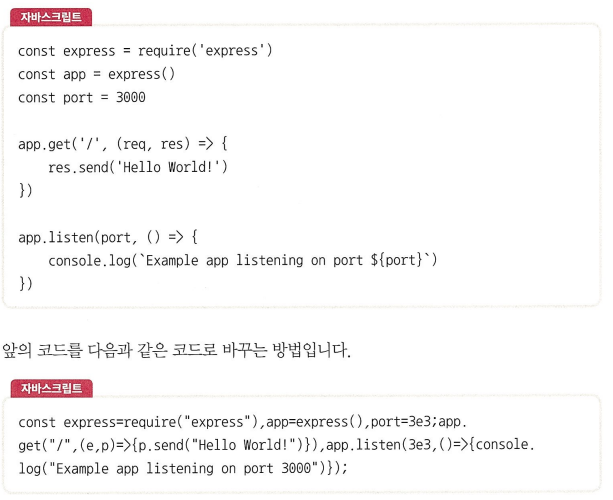 자바스크립트
const express = require('express')
const app = express()
const port = 3000
app.get('/', (req, res) => {
    res.send('Hello World!')
})
app.listen(port, () => {
    console.log(`Example app listening on port ${port}`)
})
앞의 코드를 다음과 같은 코드로 바꾸는 방법입니다.
자바스크립트
const express=require("express"),app=express(),port=3e3;app.
get("/",(e,p)=>{p.send("Hello World!")}),app.listen(3e3,()=>{console.
log("Example app listening on port 3000")});